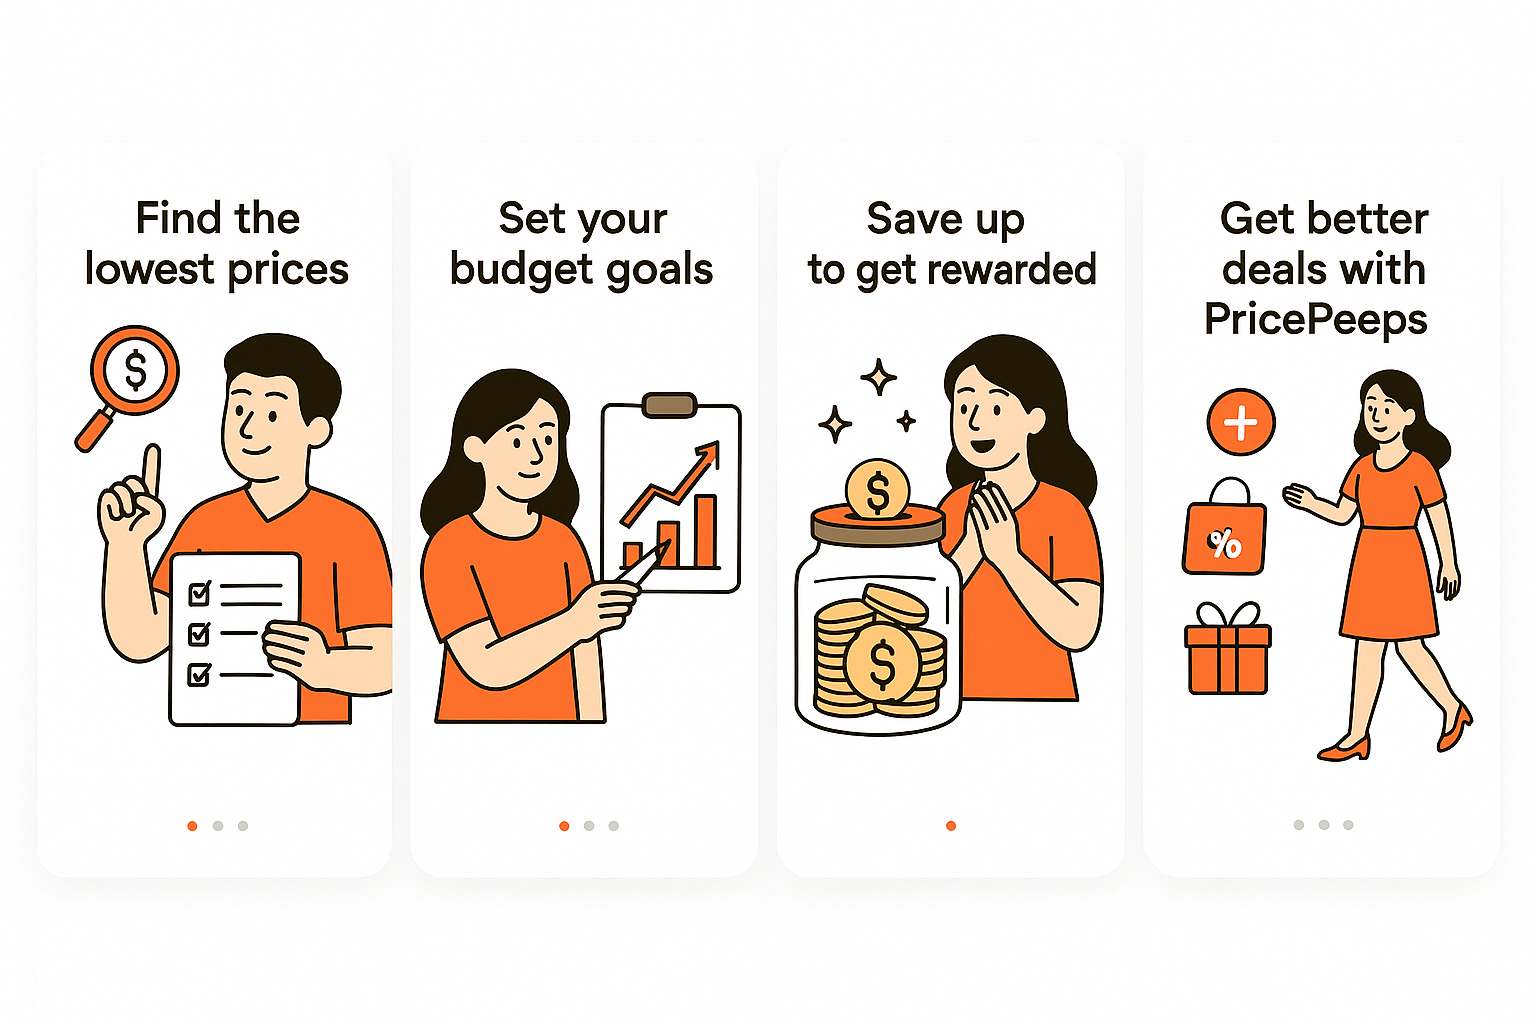 Find the
lowest prices
$
Set your
budget goals
Save up
to get rewarded
$
$
Get better
deals with
PricePeeps
%